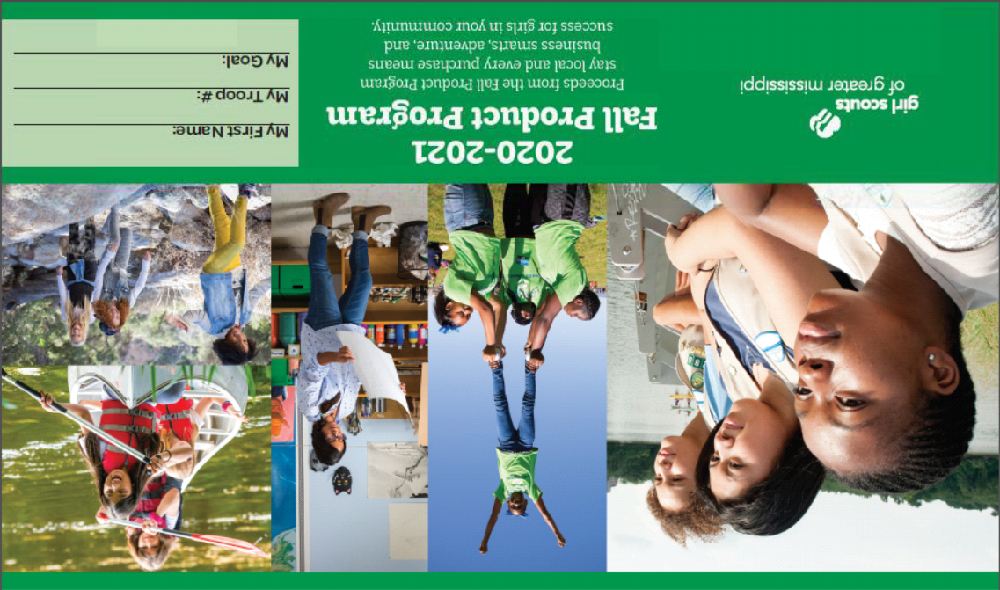 girl scouts
of greater mississippi
2020-2021
Fall Product Program
Proceeds from the Fall Product Program
stay local and every purchase means
business smarts, adventure, and
success for girls in your community.
My First Name:
My Troop #:
My Goal: